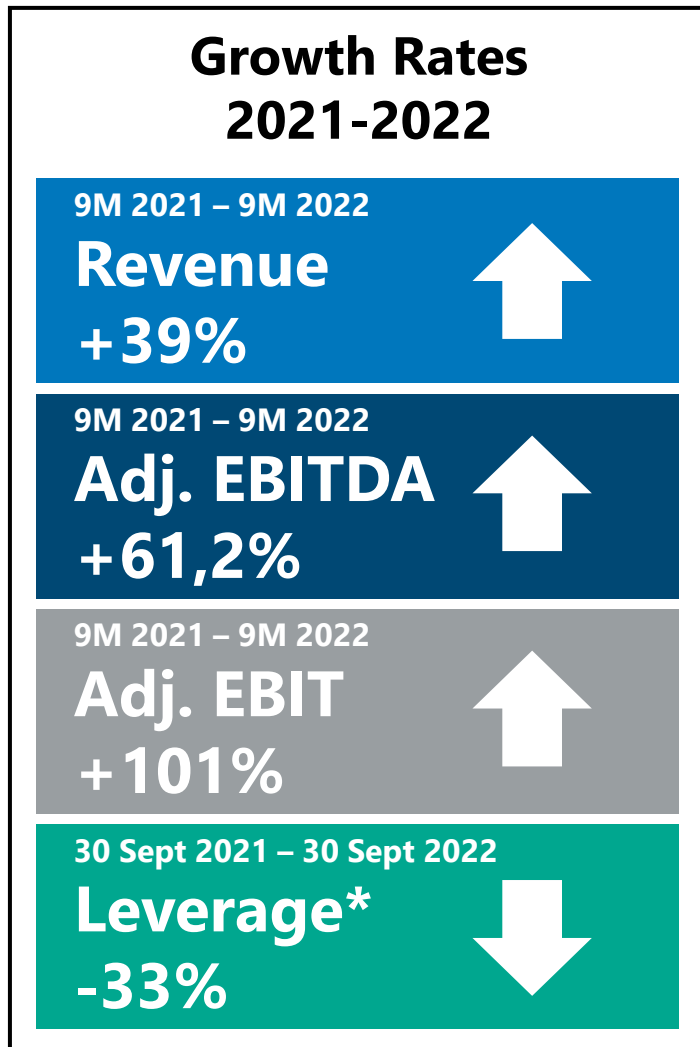 Growth Rates
2021-2022
9M 2021 – 9M 2022
Revenue
+39%
9M 2021 – 9M 2022
Adj. EBITDA
+61,2%
9M 2021 – 9M 2022
Adj. EBIT
+101%
30 Sept 2021 – 30 Sept 2022
Leverage*
-33%